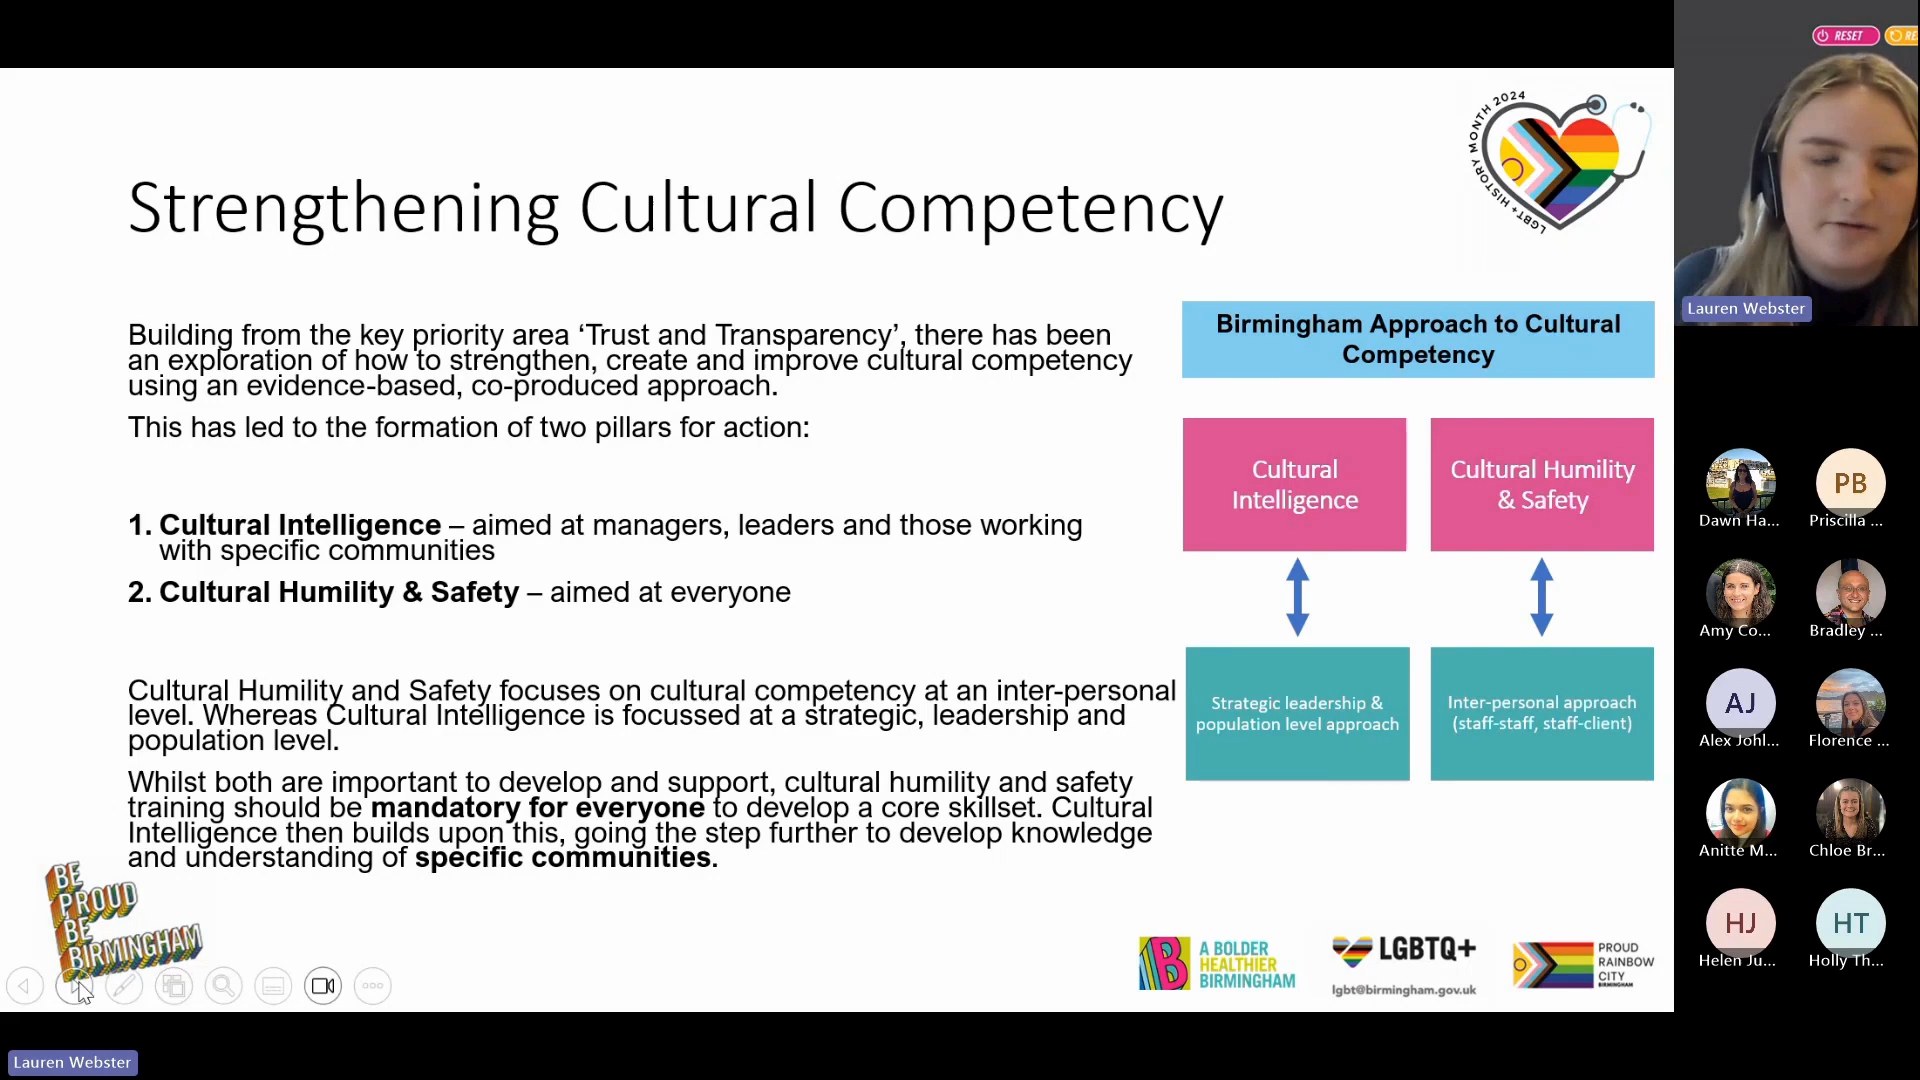 RESET
RE
LGBT+ HISTORY MONTH 2024
Strengthening Cultural Competency
Lauren Webster
Building from the key priority area ‘Trust and Transparency’, there has been
an exploration of how to strengthen, create and improve cultural competency
using an evidence-based, co-produced approach.
This has led to the formation of two pillars for action:
1. Cultural Intelligence – aimed at managers, leaders and those working
with specific communities
2. Cultural Humility & Safety – aimed at everyone
Cultural Humility and Safety focuses on cultural competency at an inter-personal
level. Whereas Cultural Intelligence is focussed at a strategic, leadership and
population level.
Whilst both are important to develop and support, cultural humility and safety
training should be mandatory for everyone to develop a core skillset. Cultural
Intelligence then builds upon this, going the step further to develop knowledge
and understanding of specific communities.
Birmingham Approach to Cultural
Competency
Cultural
Intelligence
Cultural Humility
& Safety
Strategic leadership &
population level approach
Inter-personal approach
(staff-staff, staff-client)
BE
PROUD
BE
BIRMINGHAM
B
A BOLDER
HEALTHIER
BIRMINGHAM
LGBTQ+
lgbt@birmingham.gov.uk
PROUD
RAINBOW
CITY
BIRMINGHAM
Dawn Ha...
PB
Priscilla ...
Amy Co...
Bradley ...
AJ
Alex Johl...
Florence ...
Anitte M...
Chloe Br...
HJ
Helen Ju...
HT
Holly Th...
Lauren Webster